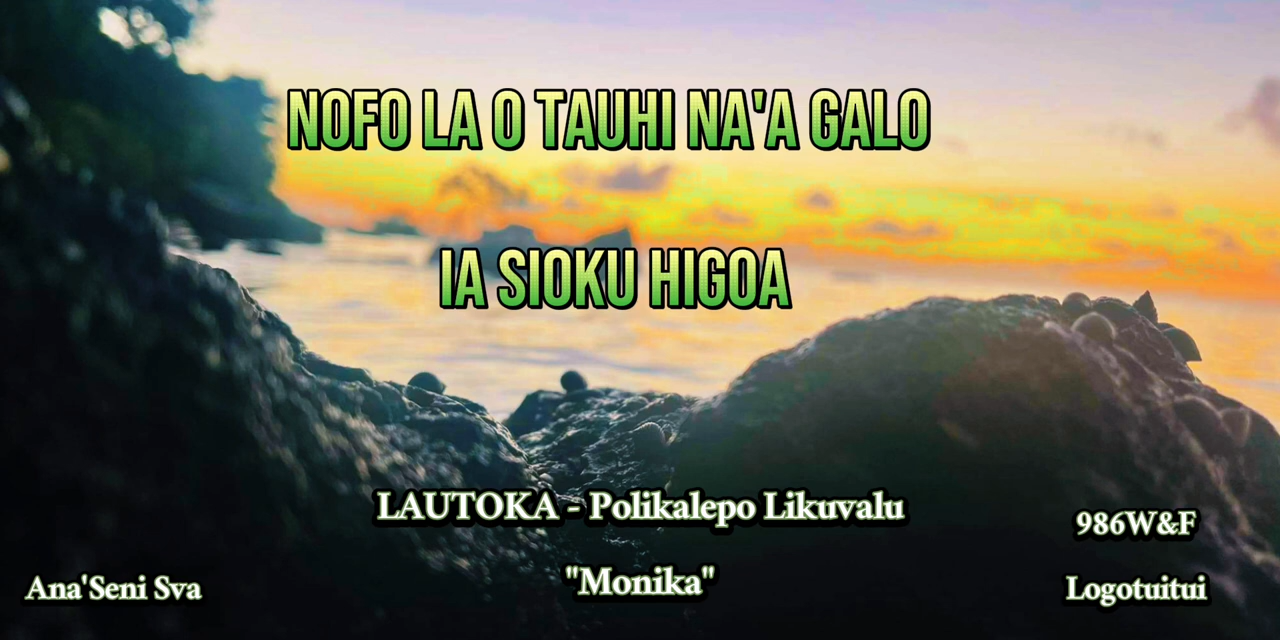 NOFO LA O TAUHI NA'A GALO
IA SIOKU HIGOA
LAUTOKA - Polikalepo Likuvalu
"Monika"
986W&F
Logotuitui
Ana'Seni Sva